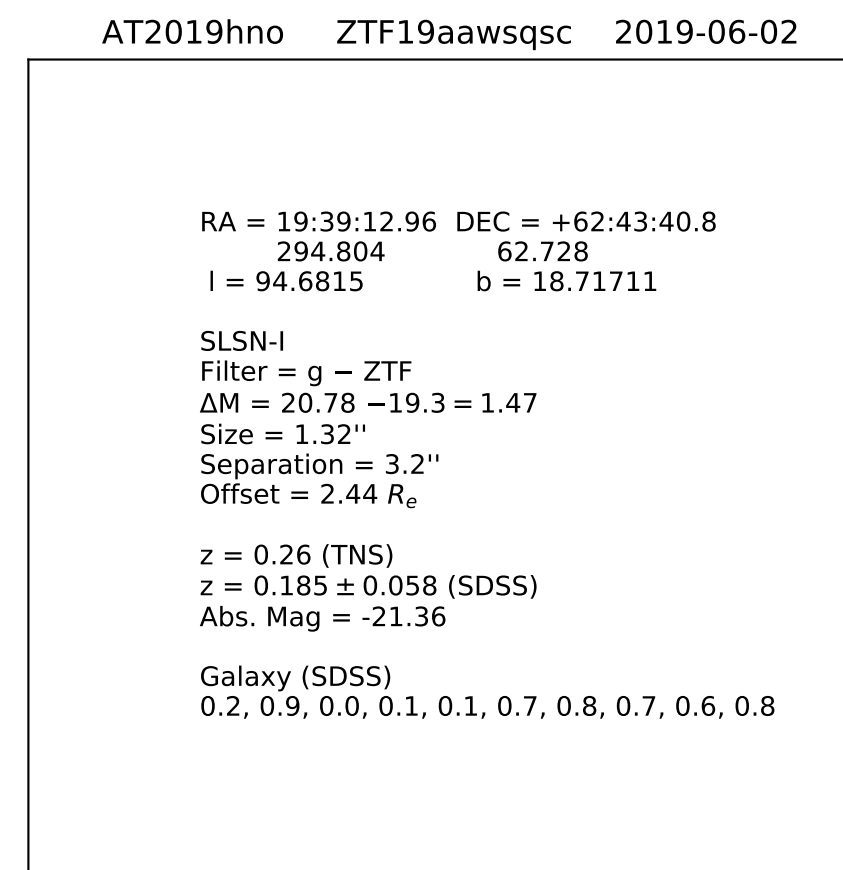 AT2019hno ZTF19aawsqsc 2019-06-02
RA = 19:39:12.96 DEC = +62:43:40.8
294.804 62.728
l = 94.6815 b = 18.71711
SLSN-I
Filter = g − ZTF
ΔM = 20.78 −19.3 = 1.47
Size = 1.32''
Separation = 3.2''
Offset = 2.44 Rₑ
z = 0.26 (TNS)
z = 0.185 ± 0.058 (SDSS)
Abs. Mag = -21.36
Galaxy (SDSS)
0.2, 0.9, 0.0, 0.1, 0.1, 0.7, 0.8, 0.7, 0.6, 0.8